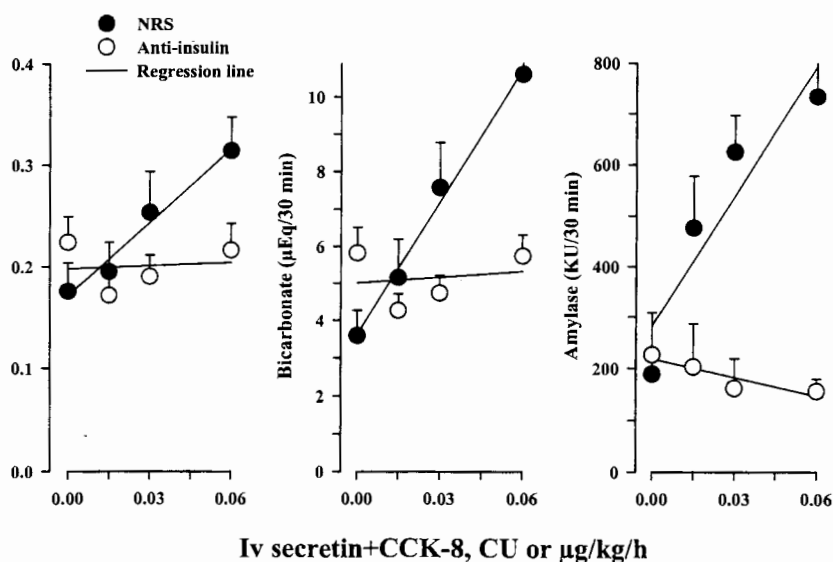 NRS
Anti-insulin
Regression line
0.4
0.3
0.2
0.1
0.0
0.00 0.03 0.06
Bicarbonate (μEq/30 min)
10
8
6
4
2
0
0.00 0.03 0.06
Amylase (KU/30 min)
800
600
400
200
0
0.00 0.03 0.06
Iv secretin+CCK-8, CU or μg/kg/h